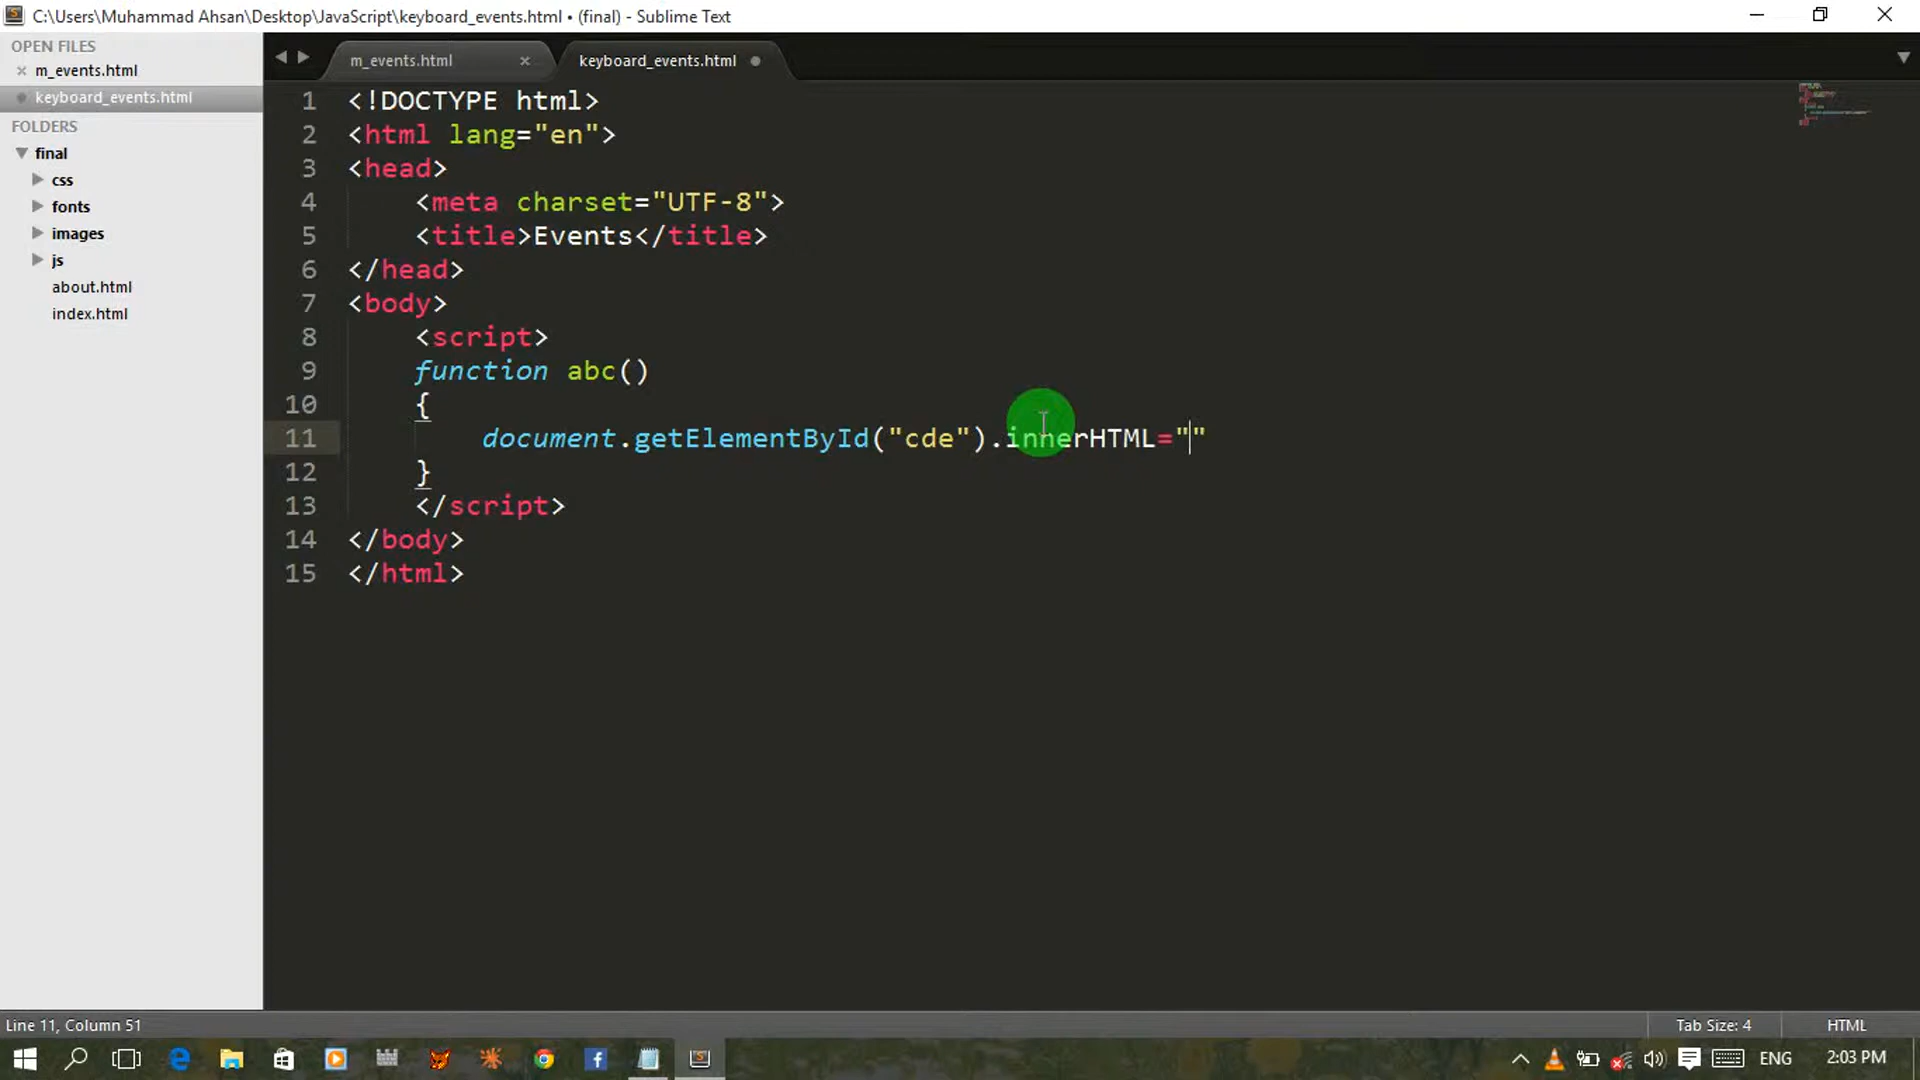 C:\Users\Muhammad Ahsan\Desktop\JavaScript\keyboard_events.html • (final) - Sublime Text
OPEN FILES
m_events.html
keyboard_events.html
FOLDERS
final
css
fonts
images
js
about.html
index.html
m_events.html
keyboard_events.html
1 <!DOCTYPE html>
2 <html lang="en">
3 <head>
4 <meta charset="UTF-8">
5 <title>Events</title>
6 </head>
7 <body>
8 <script>
9 function abc()
10 {
11 document.getElementById("cde").innerHTML=""
12 }
13 </script>
14 </body>
15 </html>
Line 11, Column 51
Tab Size: 4
HTML
ENG
2:03 PM